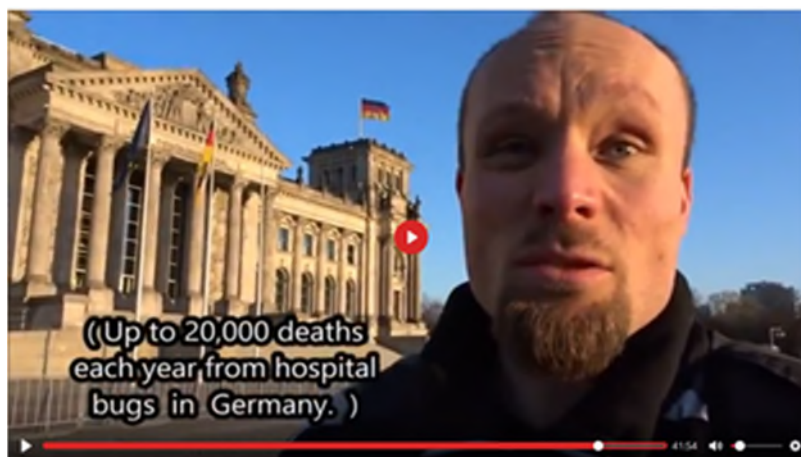 ( Up to 20,000 deaths
each year from hospital
bugs in Germany. )
41:54